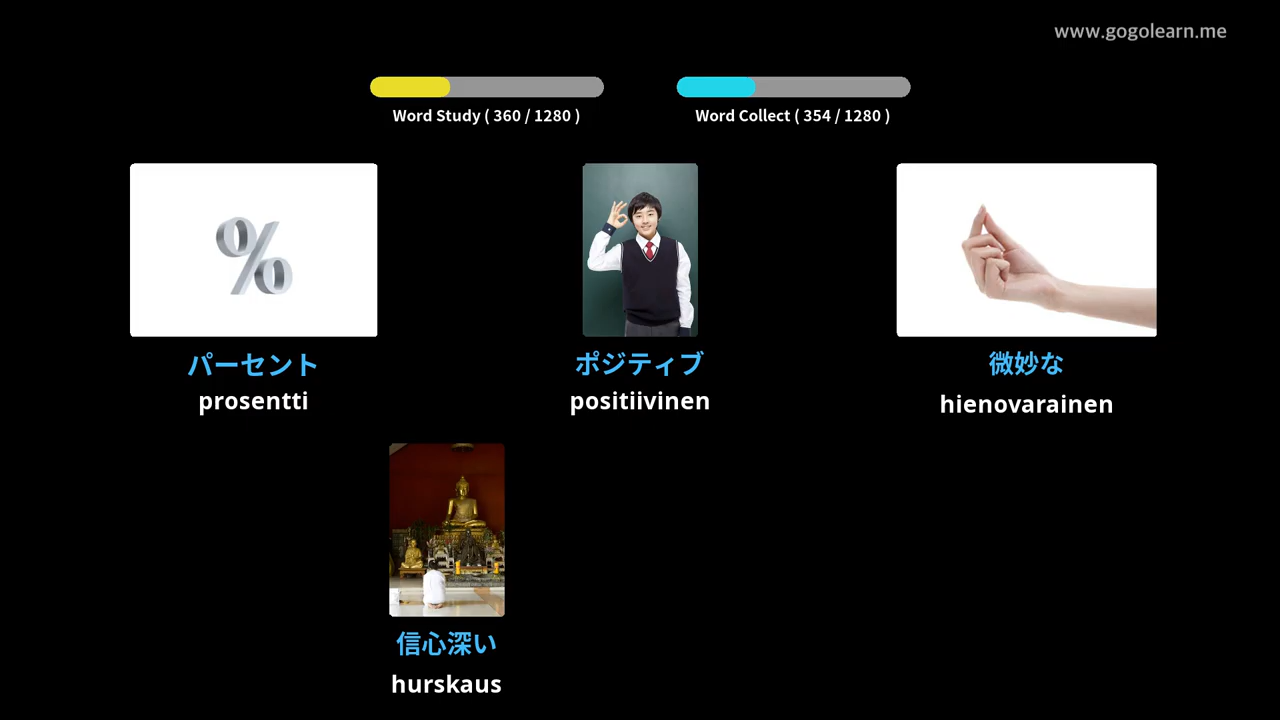 www.gogolearn.me
Word Study ( 360 / 1280 )
Word Collect ( 354 / 1280 )
%
パーセント
prosentti
ポジティブ
positiivinen
微妙な
hienovarainen
信心深い
hurskaus